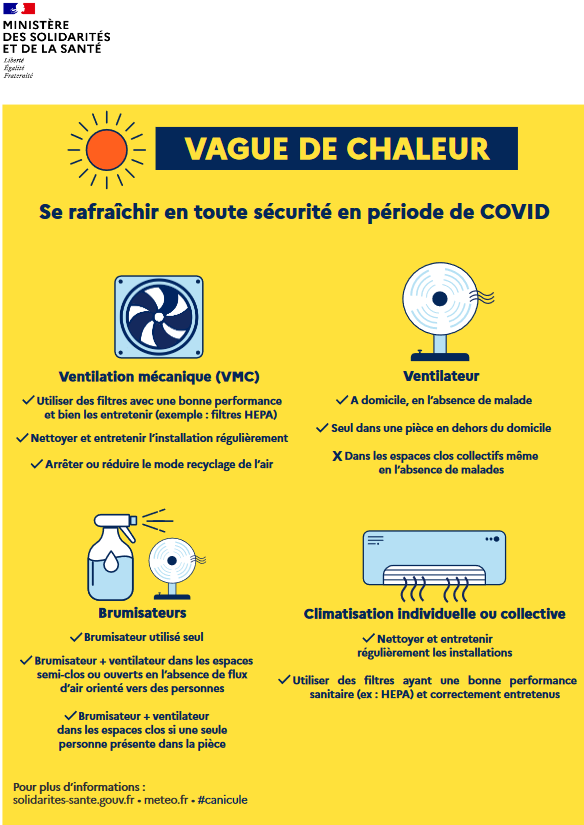 MINISTÈRE
DES SOLIDARITÉS
ET DE LA SANTÉ
Liberté
Égalité
Fraternité
VAGUE DE CHALEUR
Se rafraîchir en toute sécurité en période de COVID
Ventilation mécanique (VMC)
✓ Utiliser des filtres avec une bonne performance
et bien les entretenir (exemple : filtres HEPA)
✓ Nettoyer et entretenir l'installation régulièrement
✓ Arrêter ou réduire le mode recyclage de l'air
Ventilateur
✓ A domicile, en l'absence de malade
✓ Seul dans une pièce en dehors du domicile
X Dans les espaces clos collectifs même
en l'absence de malades
Brumisateurs
✓ Brumisateur utilisé seul
✓ Brumisateur + ventilateur dans les espaces
semi-clos ou ouverts en l'absence de flux
d'air orienté vers des personnes
✓ Brumisateur + ventilateur
dans les espaces clos si une seule
personne présente dans la pièce
Climatisation individuelle ou collective
✓ Nettoyer et entretenir
régulièrement les installations
✓ Utiliser des filtres ayant une bonne performance
sanitaire (ex : HEPA) et correctement entretenus
Pour plus d'informations :
solidarites-sante.gouv.fr • meteo.fr • #canicule